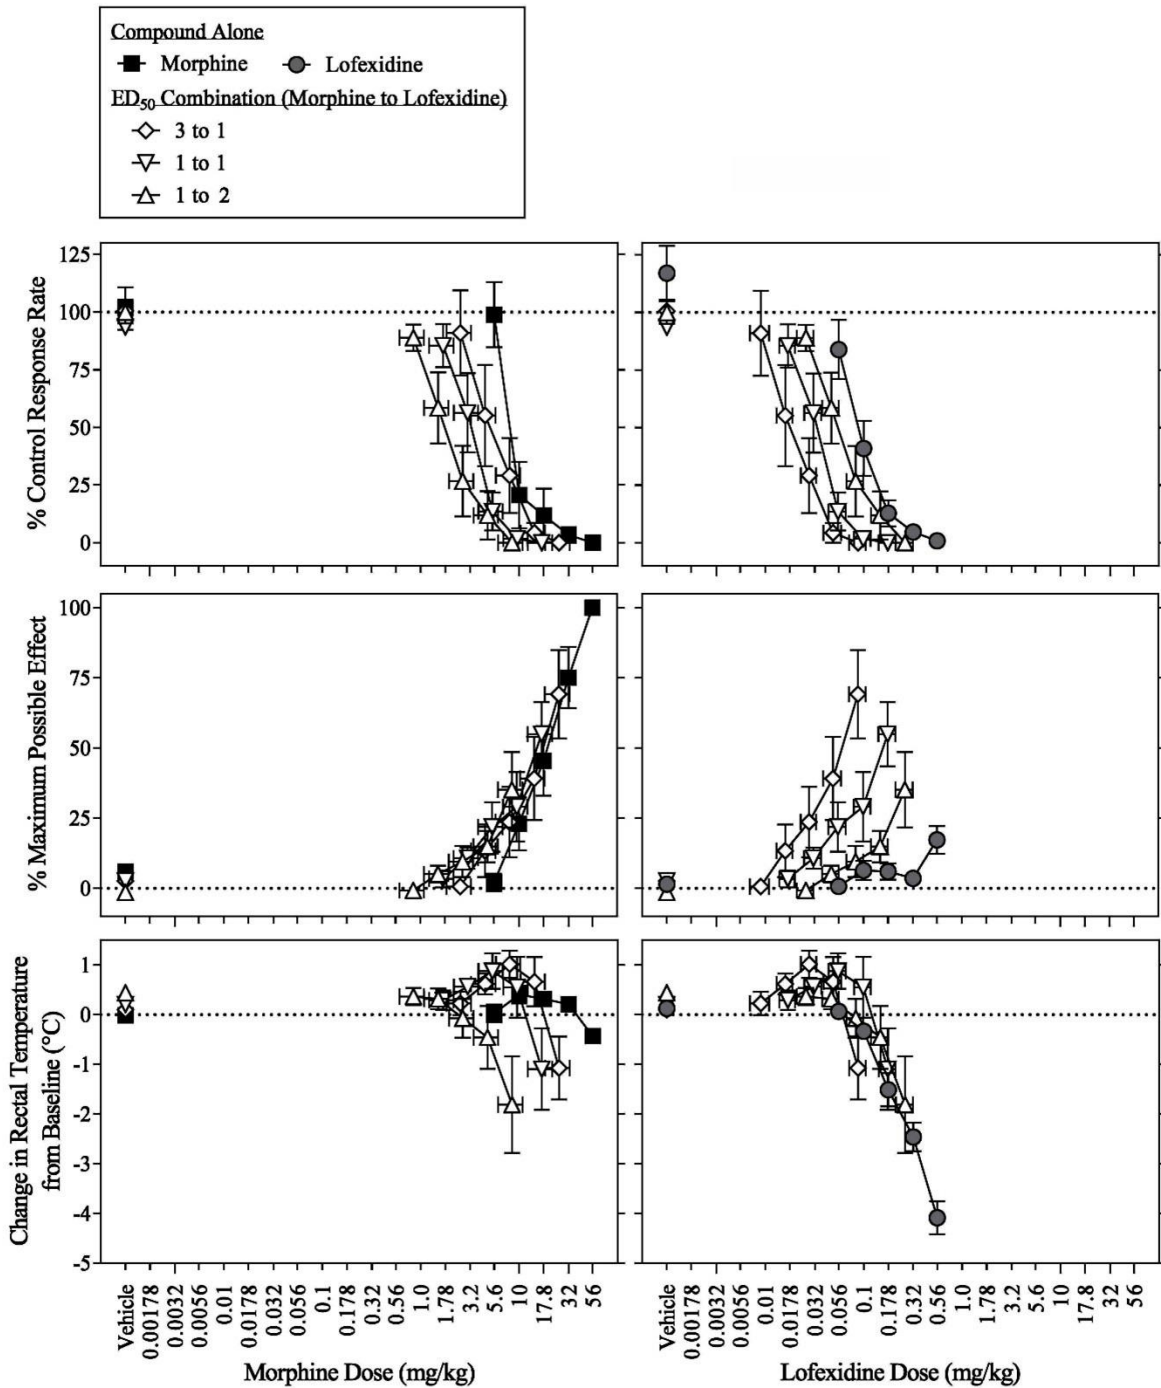 Compound Alone
Morphine Lofexidine
ED50 Combination (Morphine to Lofexidine)
3 to 1
1 to 1
1 to 2
% Control Response Rate
125
100
75
50
25
0
% Maximum Possible Effect
100
75
50
25
0
Change in Rectal Temperature
from Baseline (°C)
1
0
-1
-2
-3
-4
-5
Vehicle 0.00178 0.0032 0.0056 0.01 0.0178 0.032 0.056 0.1 0.178 0.32 0.56 1.0 1.78 3.2 5.6 10 17.8 32 56
Morphine Dose (mg/kg)
Vehicle 0.00178 0.0032 0.0056 0.01 0.0178 0.032 0.056 0.1 0.178 0.32 0.56 1.0 1.78 3.2 5.6 10 17.8 32 56
Lofexidine Dose (mg/kg)